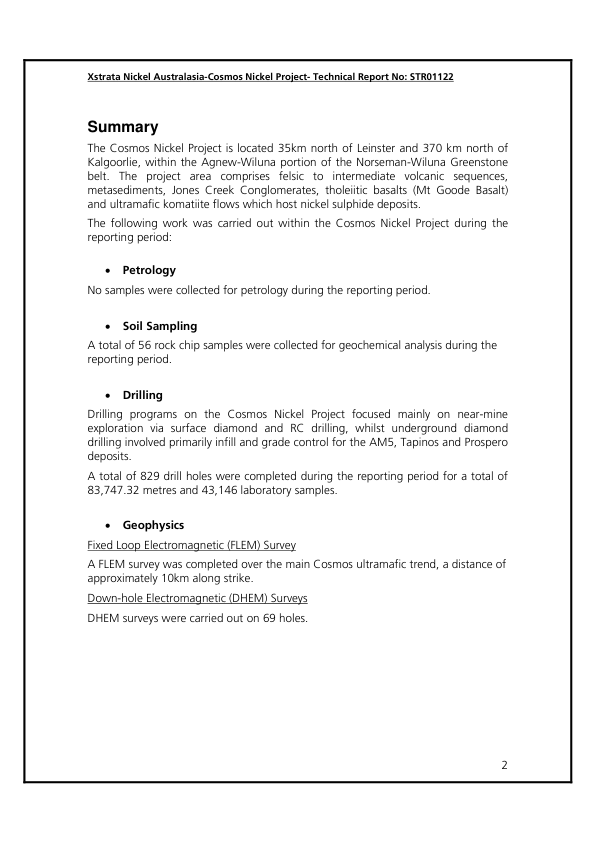 Xstrata Nickel Australasia-Cosmos Nickel Project- Technical Report No: STR01122
Summary
The Cosmos Nickel Project is located 35km north of Leinster and 370 km north of
Kalgoorlie, within the Agnew-Wiluna portion of the Norseman-Wiluna Greenstone
belt. The project area comprises felsic to intermediate volcanic sequences,
metasediments, Jones Creek Conglomerates, tholeiitic basalts (Mt Goode Basalt)
and ultramafic komatiite flows which host nickel sulphide deposits.
The following work was carried out within the Cosmos Nickel Project during the
reporting period:
• Petrology
No samples were collected for petrology during the reporting period.
• Soil Sampling
A total of 56 rock chip samples were collected for geochemical analysis during the
reporting period.
• Drilling
Drilling programs on the Cosmos Nickel Project focused mainly on near-mine
exploration via surface diamond and RC drilling, whilst underground diamond
drilling involved primarily infill and grade control for the AM5, Tapinos and Prospero
deposits.
A total of 829 drill holes were completed during the reporting period for a total of
83,747.32 metres and 43,146 laboratory samples.
• Geophysics
Fixed Loop Electromagnetic (FLEM) Survey
A FLEM survey was completed over the main Cosmos ultramafic trend, a distance of
approximately 10km along strike.
Down-hole Electromagnetic (DHEM) Surveys
DHEM surveys were carried out on 69 holes.
2